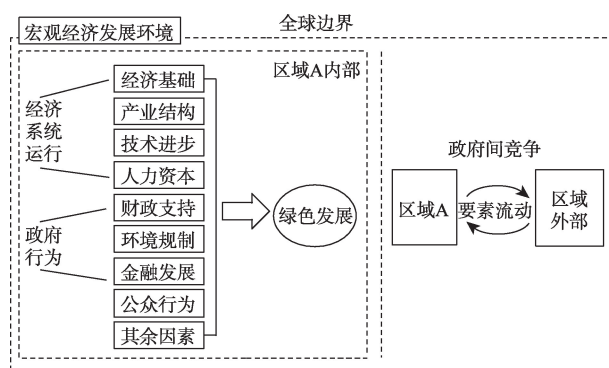 宏观经济发展环境
全球边界
区域A内部
经济
系统
运行
经济基础
产业结构
技术进步
人力资本
政府
行为
财政支持
环境规制
金融发展
公众行为
其余因素
绿色发展
政府间竞争
区域A
要素流动
区域
外部